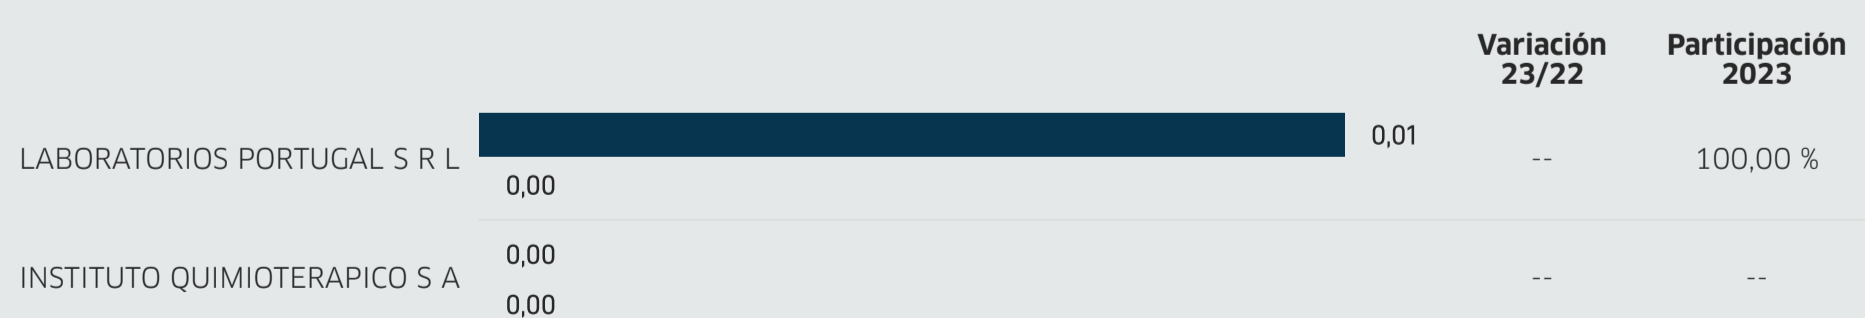 Variación
23/22
Participación
2023
LABORATORIOS PORTUGAL S R L
0,01
0,00
--
100,00 %
INSTITUTO QUIMIOTERAPICO S A
0,00
0,00
--
--